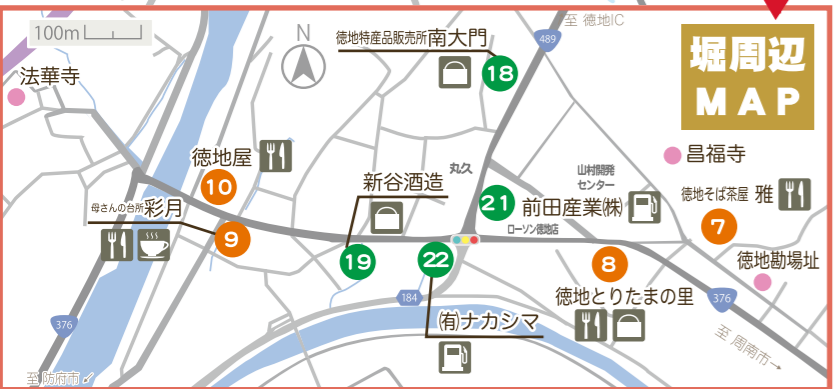 100m
N
至 徳地IC
489
堀周辺
MAP
徳地特産品販売所南大門
18
法華寺
徳地屋
10
丸久
山村開発
センター
昌福寺
新谷酒造
21
前田産業㈱
徳地そば茶屋 雅
7
母さんの台所彩月
9
ローソン徳地店
19
22
8
徳地勘場址
徳地とりたまの里
184
376
㈲ナカシマ
376
至 周南市
至 防府市